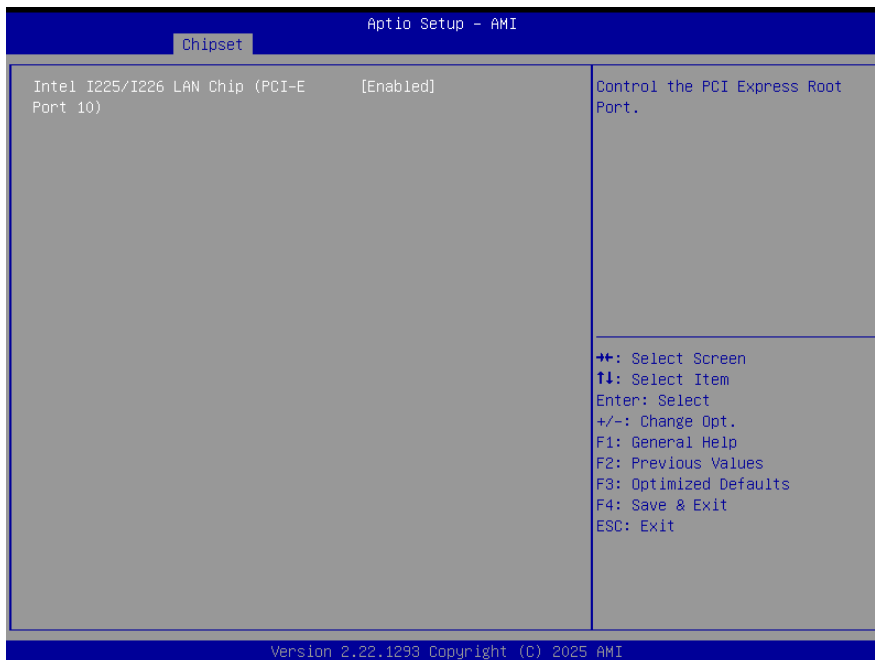 Aptio Setup – AMI
Chipset
Intel I225/I226 LAN Chip (PCI-E [Enabled]
Port 10)
Control the PCI Express Root
Port.
→←: Select Screen
↑↓: Select Item
Enter: Select
+/-: Change Opt.
F1: General Help
F2: Previous Values
F3: Optimized Defaults
F4: Save & Exit
ESC: Exit
Version 2.22.1293 Copyright (C) 2025 AMI